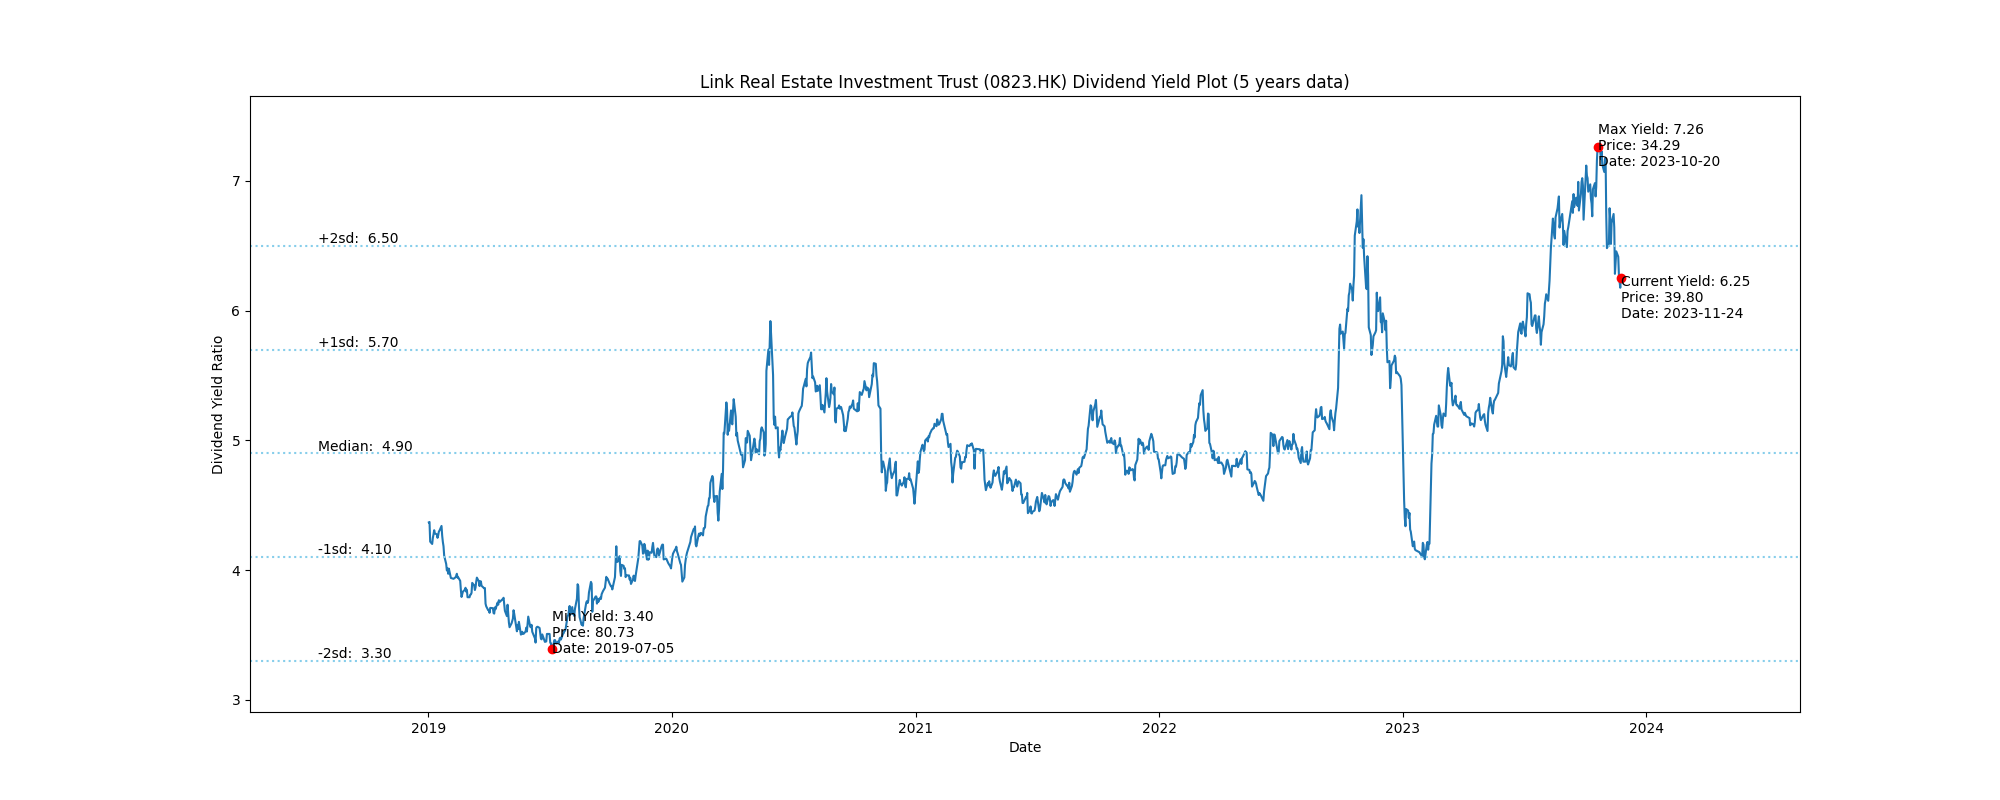 Link Real Estate Investment Trust (0823.HK) Dividend Yield Plot (5 years data)
Max Yield: 7.26
Price: 34.29
Date: 2023-10-20
7
+2sd:  6.50
Current Yield: 6.25
Price: 39.80
Date: 2023-11-24
6
+1sd:  5.70
Dividend Yield Ratio
5
Median:  4.90
-1sd:  4.10
4
Min Yield: 3.40
Price: 80.73
Date: 2019-07-05
-2sd:  3.30
3
2019 2020 2021 2022 2023 2024
Date